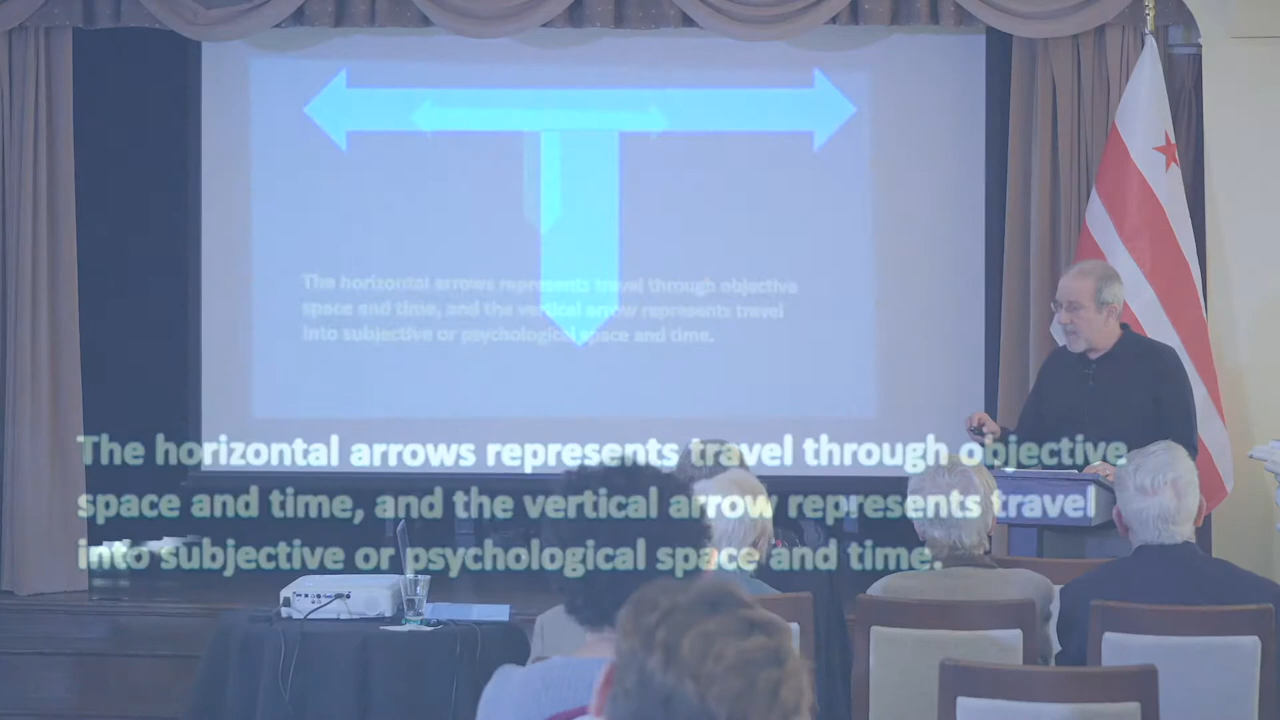 The horizontal arrows represents travel through objective
space and time, and the vertical arrow represents travel
into subjective or psychological space and time.
The horizontal arrows represents travel through objective
space and time, and the vertical arrow represents travel
into subjective or psychological space and time.